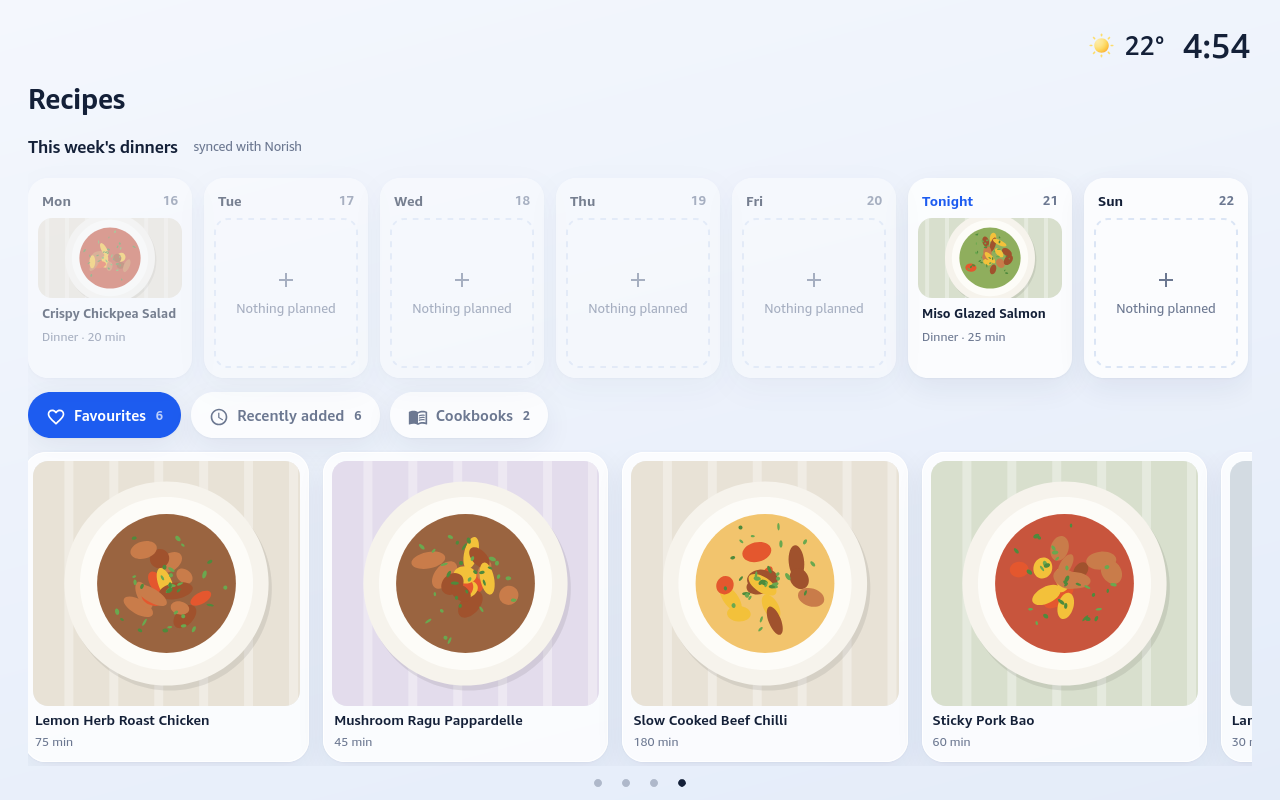 22° 4:54
Recipes
This week's dinners synced with Norish
Mon 16 Tue 17 Wed 18 Thu 19 Fri 20 Tonight 21 Sun 22
Nothing planned Nothing planned Nothing planned Nothing planned Nothing planned
Crispy Chickpea Salad Miso Glazed Salmon
Dinner · 20 min Dinner · 25 min
Favourites 6 Recently added 6 Cookbooks 2
Lemon Herb Roast Chicken Mushroom Ragu Pappardelle Slow Cooked Beef Chilli Sticky Pork Bao
75 min 45 min 180 min 60 min 30